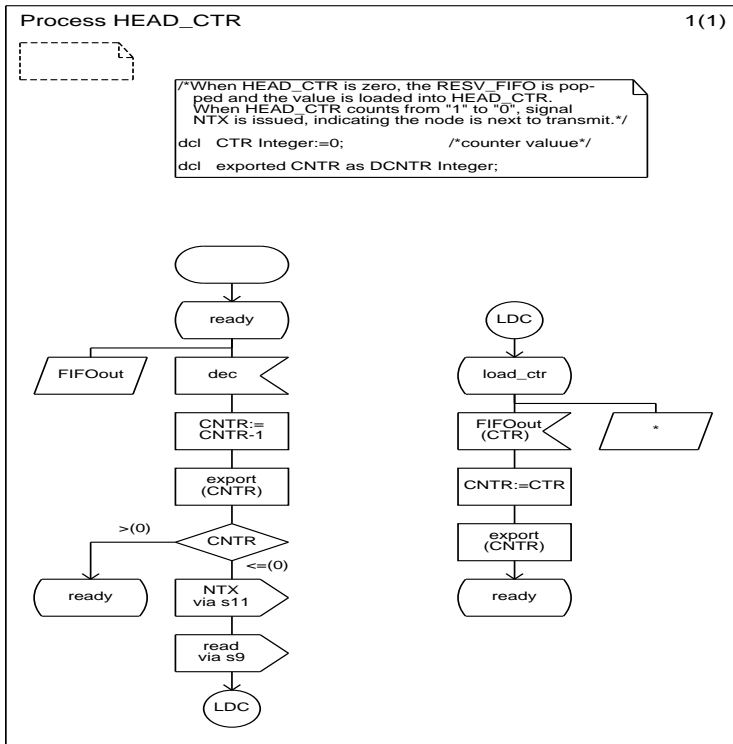 Process HEAD_CTR
1(1)
/*When HEAD_CTR is zero, the RESV_FIFO is pop-
ped and the value is loaded into HEAD_CTR.
When HEAD_CTR counts from "1" to "0", signal
NTX is issued, indicating the node is next to transmit.*/
dcl CTR Integer:=0; /*counter valuue*/
dcl exported CNTR as DCNTR Integer;
ready
FIFOout
dec
CNTR:=
CNTR-1
export
(CNTR)
CNTR
>(0)
<=(0)
ready
NTX
via s11
read
via s9
LDC
LDC
load_ctr
FIFOout
(CTR)
*
CNTR:=CTR
export
(CNTR)
ready